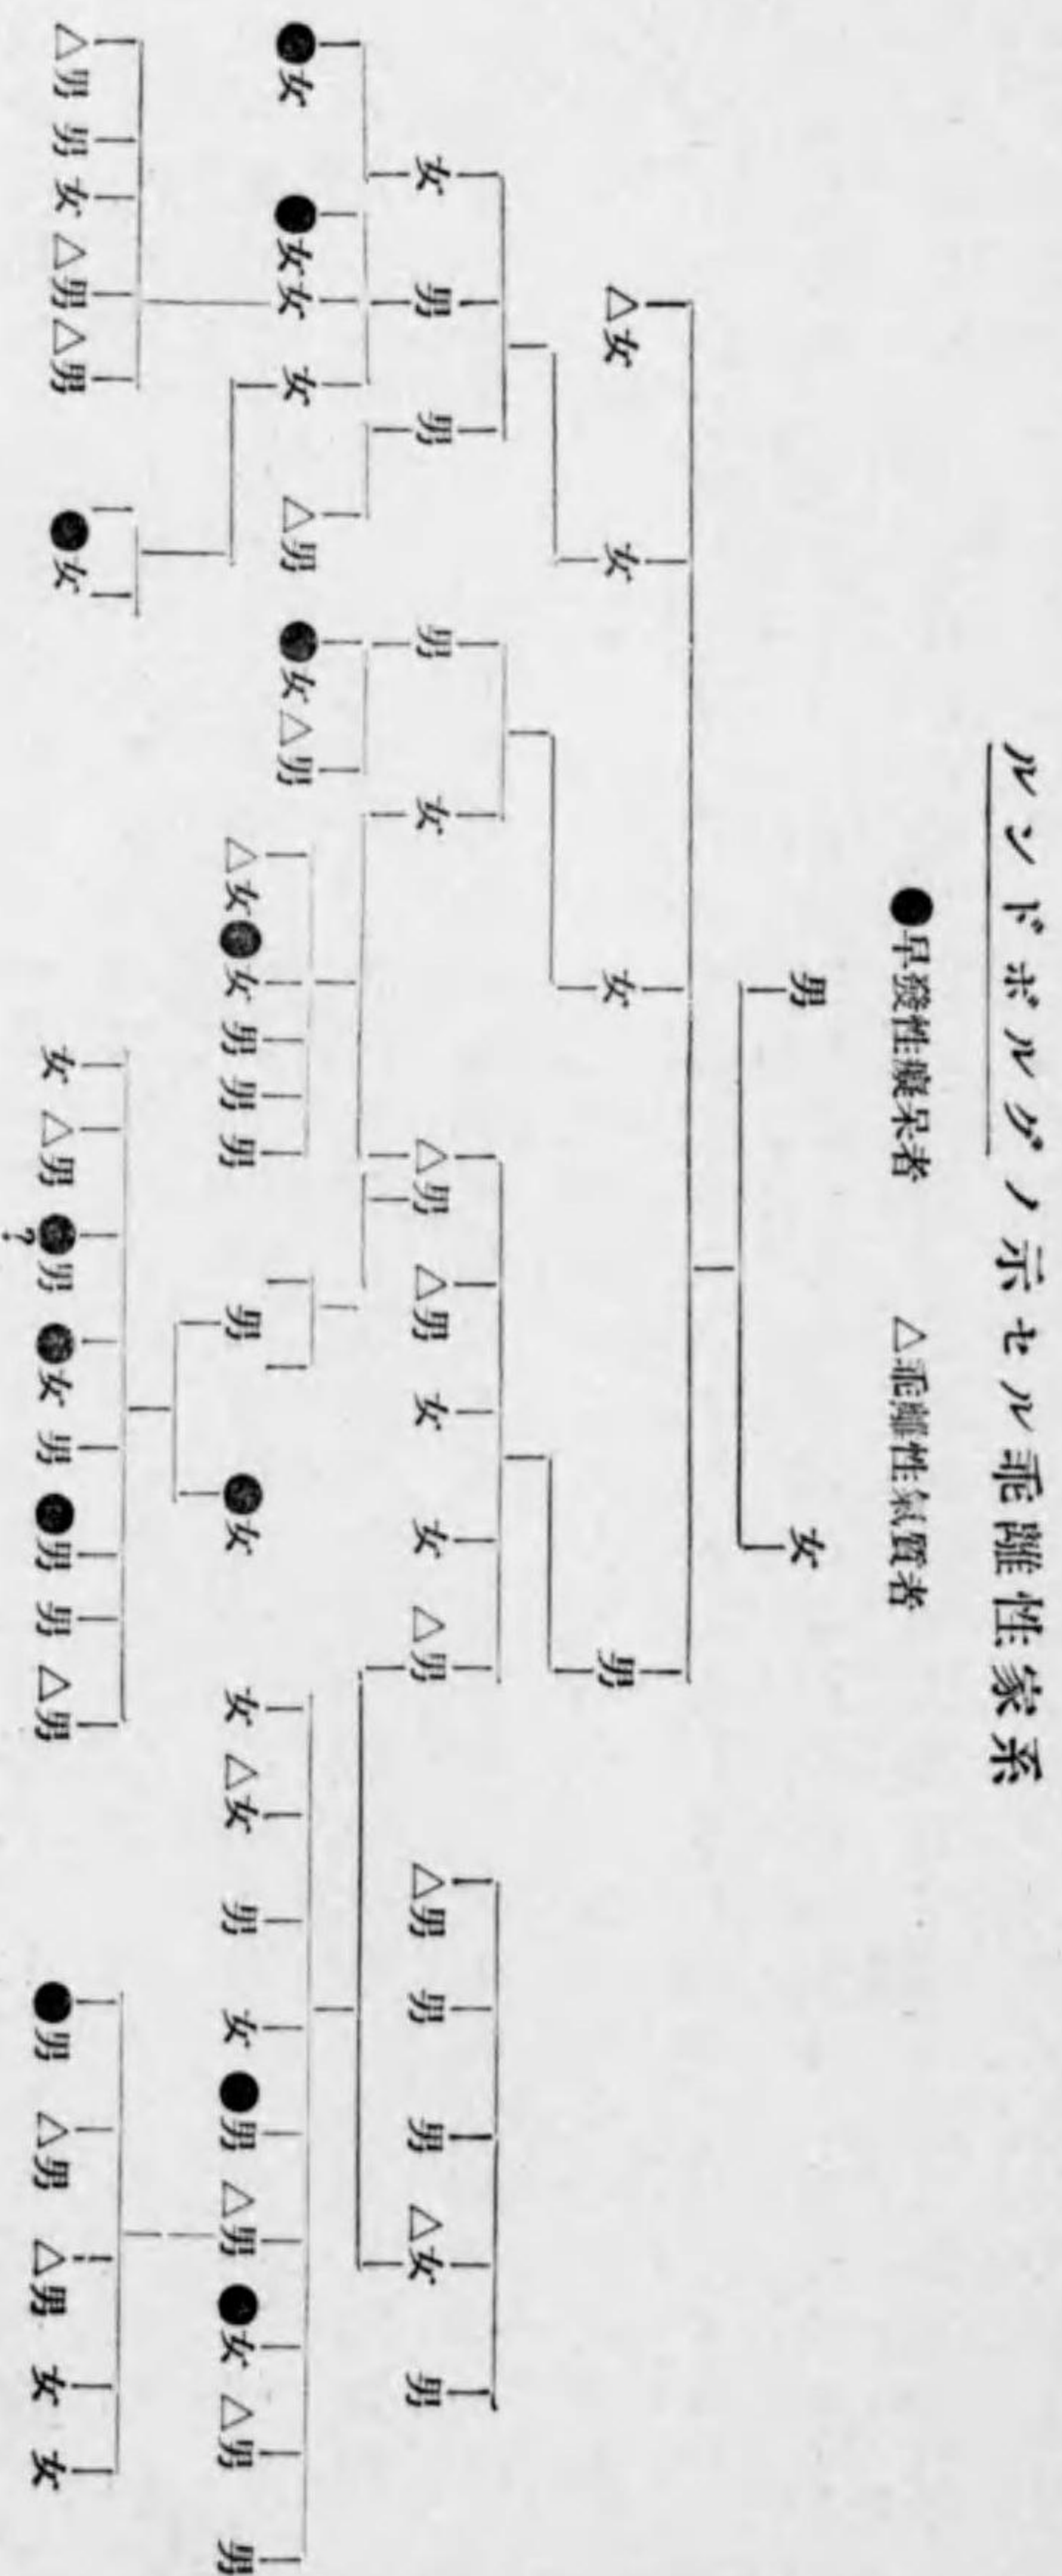 ルンドボルグノ示セル乖離性家系
●早發性癡呆者 △乖離性氣質者
男 女
△女 女 女 男
女 男 男 男 女 △男 △男 女 女 △男 △男 男 男 △女 男
●女 ●女 女 女 △男 ●女 △男
△女 ●女 男 男 男 男 ●女 女 △女 男 女 ●男 △男 ●女 △男 男
△男 男 女 △男 △男 ●女 女 △男 ●男 ? ●女 男 ●男 男 △男 ●男 △男 △男 女 女